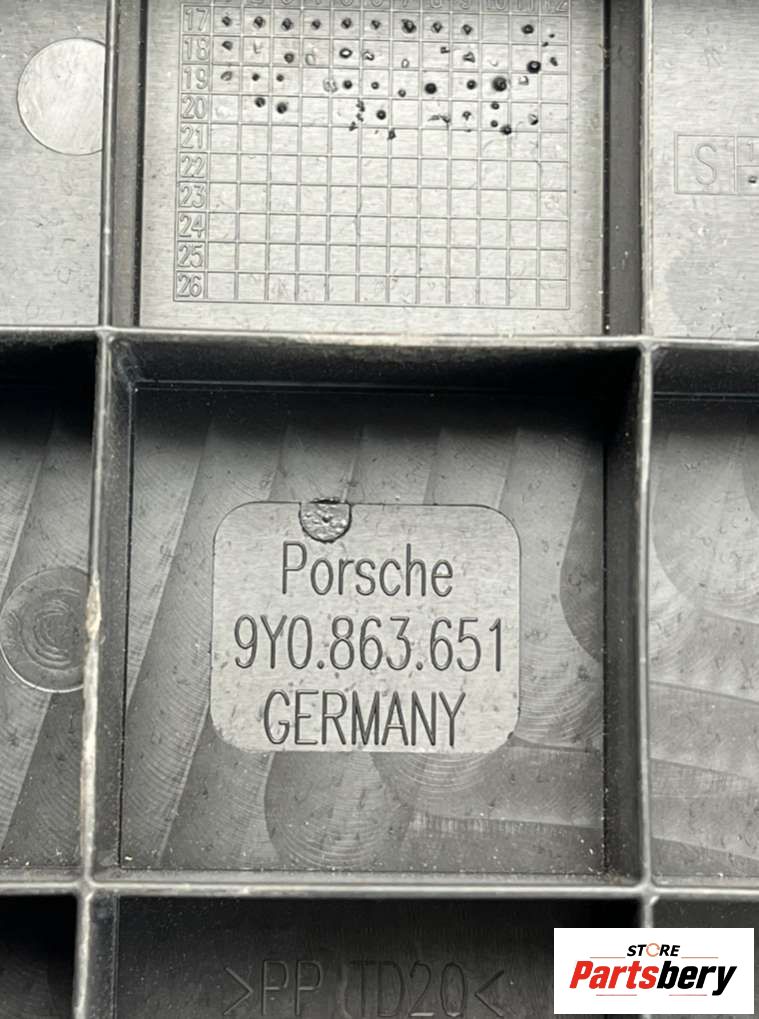 17
18
19
20
21
22
23
24
25
26
S
Porsche
9Y0.863.651
GERMANY
>PP TD20<
STORE
Partsbery